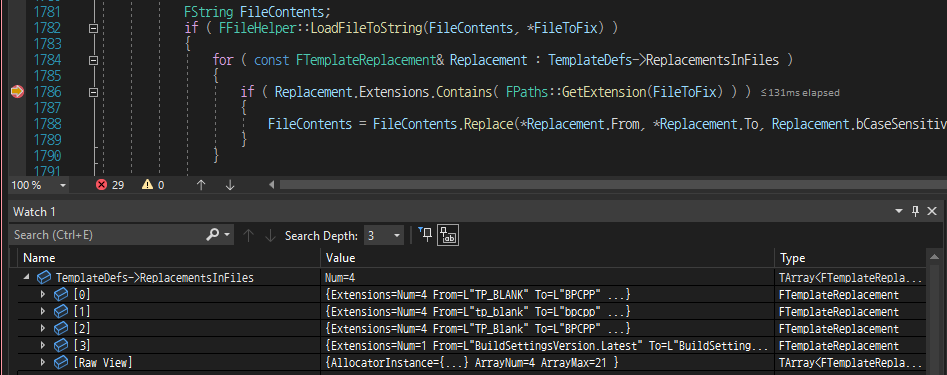 1781 FString FileContents;
1782 if ( FFileHelper::LoadFileToString(FileContents, *FileToFix) )
1783 {
1784 for ( const FTemplateReplacement& Replacement : TemplateDefs->ReplacementsInFiles )
1785 {
1786 if ( Replacement.Extensions.Contains( FPaths::GetExtension(FileToFix) ) ) ≤131ms elapsed
1787 {
1788 FileContents = FileContents.Replace(*Replacement.From, *Replacement.To, Replacement.bCaseSensitiv
1789 }
1790 }
1791
100 % 29 0
Watch 1
Search (Ctrl+E) Search Depth: 3
Name Value Type
TemplateDefs->ReplacementsInFiles Num=4 TArray<FTemplateRepla...
[0] {Extensions=Num=4 From=L"TP_BLANK" To=L"BPCPP" ...} FTemplateReplacement
[1] {Extensions=Num=4 From=L"tp_blank" To=L"bpcpp" ...} FTemplateReplacement
[2] {Extensions=Num=4 From=L"TP_Blank" To=L"BPCPP" ...} FTemplateReplacement
[3] {Extensions=Num=1 From=L"BuildSettingsVersion.Latest" To=L"BuildSetting... FTemplateReplacement
[Raw View] {AllocatorInstance={...} ArrayNum=4 ArrayMax=21 } TArray<FTemplateRepla...